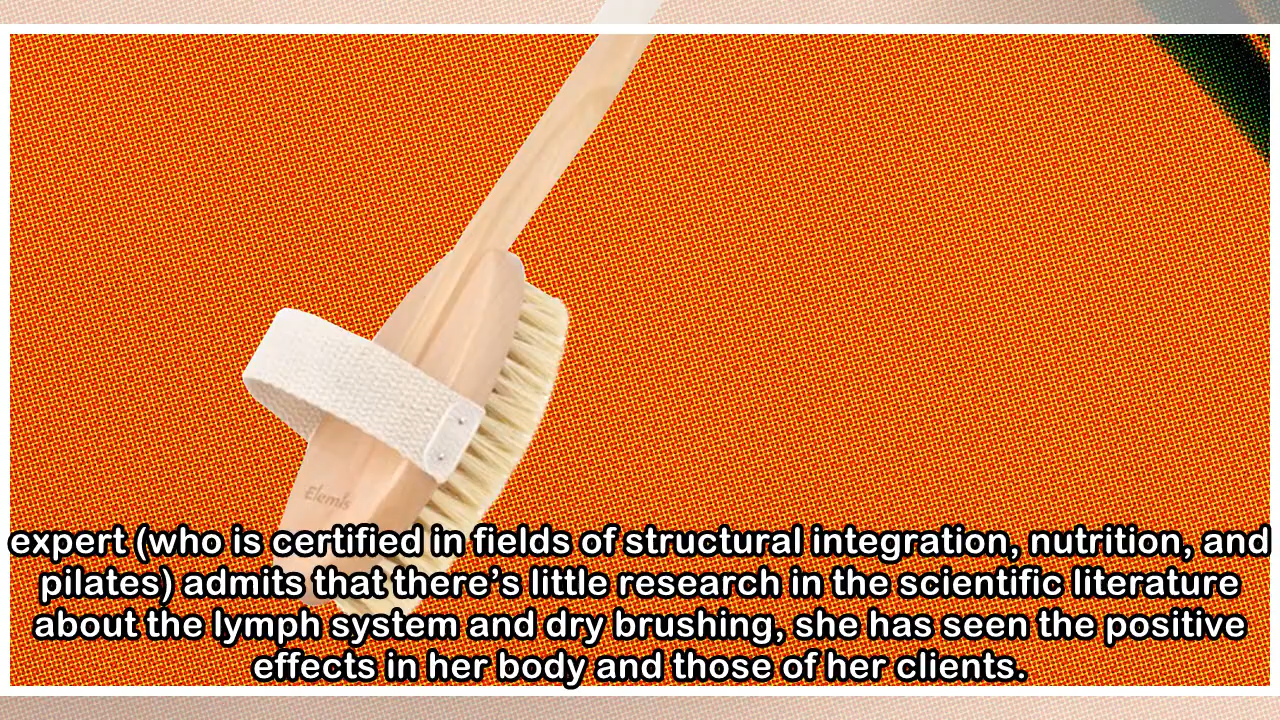 Elemis
expert (who is certified in fields of structural integration, nutrition, and
pilates) admits that there’s little research in the scientific literature
about the lymph system and dry brushing, she has seen the positive
effects in her body and those of her clients.